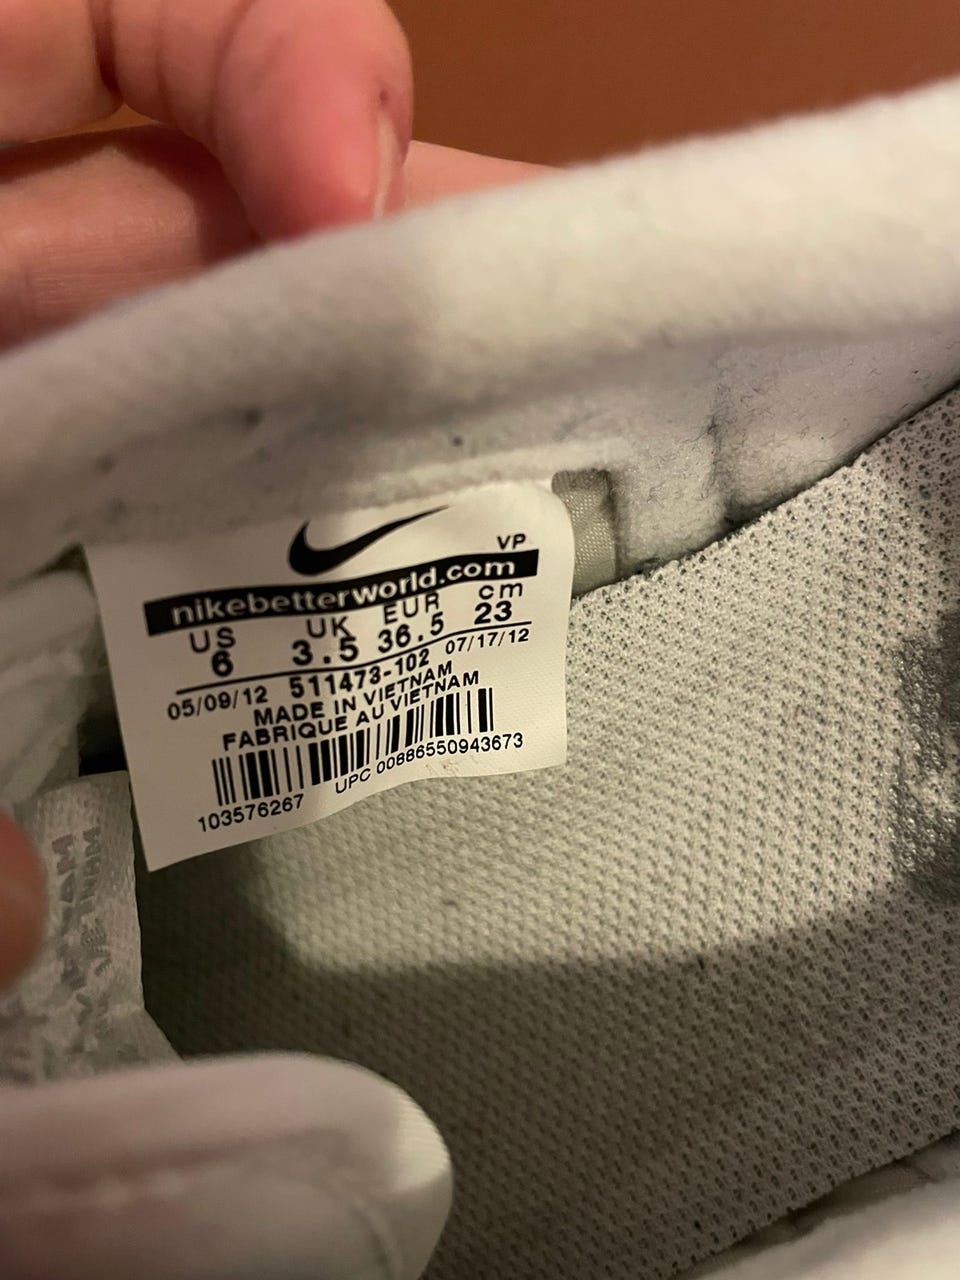 VP
nikebetterworld.com
US UK EUR cm
6 3.5 36.5 23
05/09/12 511473-102 07/17/12
MADE IN VIETNAM
FABRIQUE AU VIETNAM
103576267 UPC 00886550943673